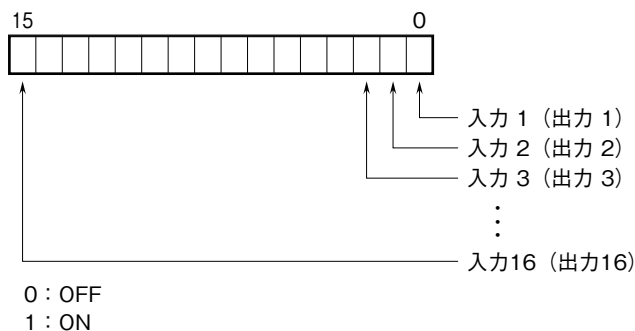 15 0
入力 1（出力 1）
入力 2（出力 2）
入力 3（出力 3）
⋮
入力16（出力16）
0：OFF
1：ON